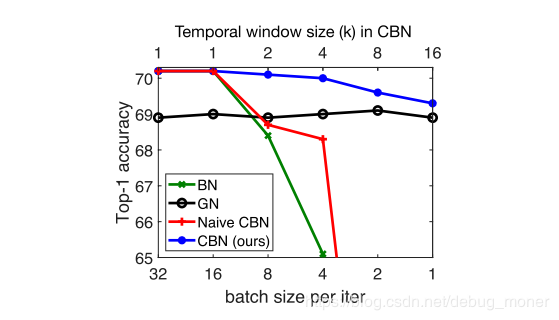 Temporal window size (k) in CBN
1 1 2 4 8 16
70
69
68
67
66
65
Top-1 accuracy
BN
GN
Naive CBN
CBN (ours)
32 16 8 4 2 1
batch size per iter
https://blog.csdn.net/debug_moner